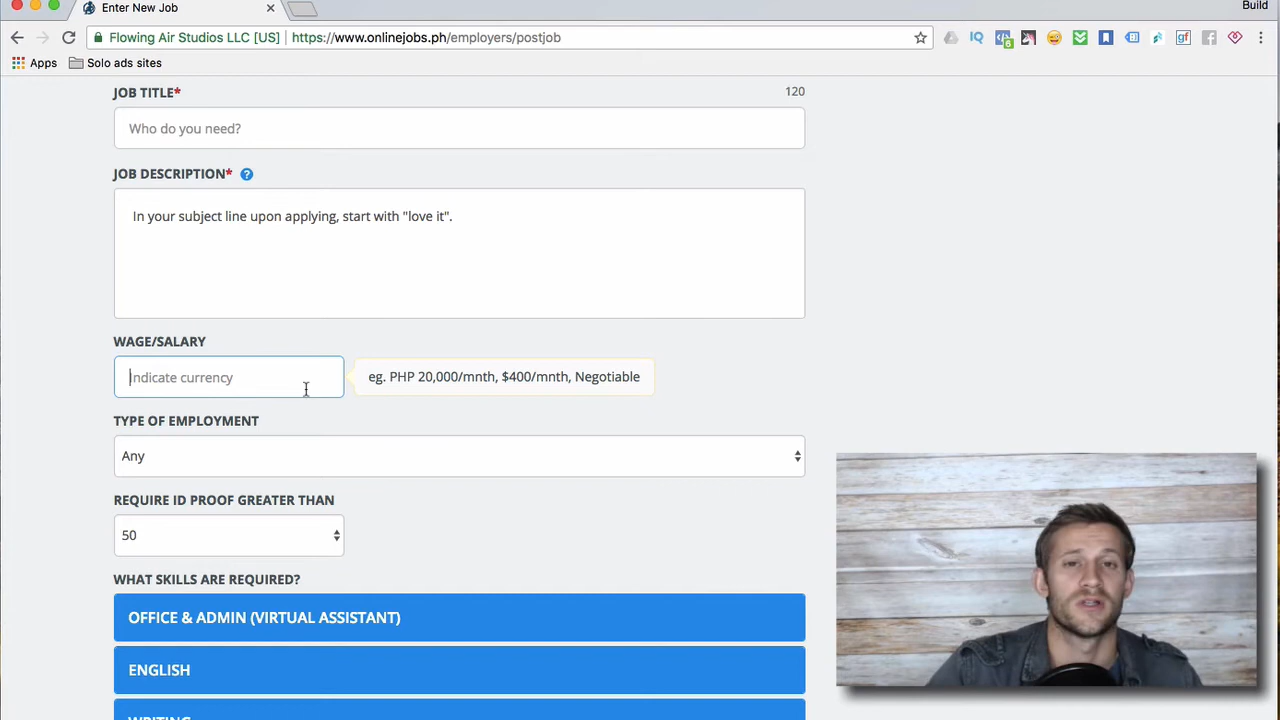 Enter New Job
Build
Flowing Air Studios LLC [US] https://www.onlinejobs.ph/employers/postjob
Apps Solo ads sites
JOB TITLE* 120
Who do you need?
JOB DESCRIPTION* ?
In your subject line upon applying, start with "love it".
WAGE/SALARY
Indicate currency
eg. PHP 20,000/mnth, $400/mnth, Negotiable
TYPE OF EMPLOYMENT
Any
REQUIRE ID PROOF GREATER THAN
50
WHAT SKILLS ARE REQUIRED?
OFFICE & ADMIN (VIRTUAL ASSISTANT)
ENGLISH
WRITING